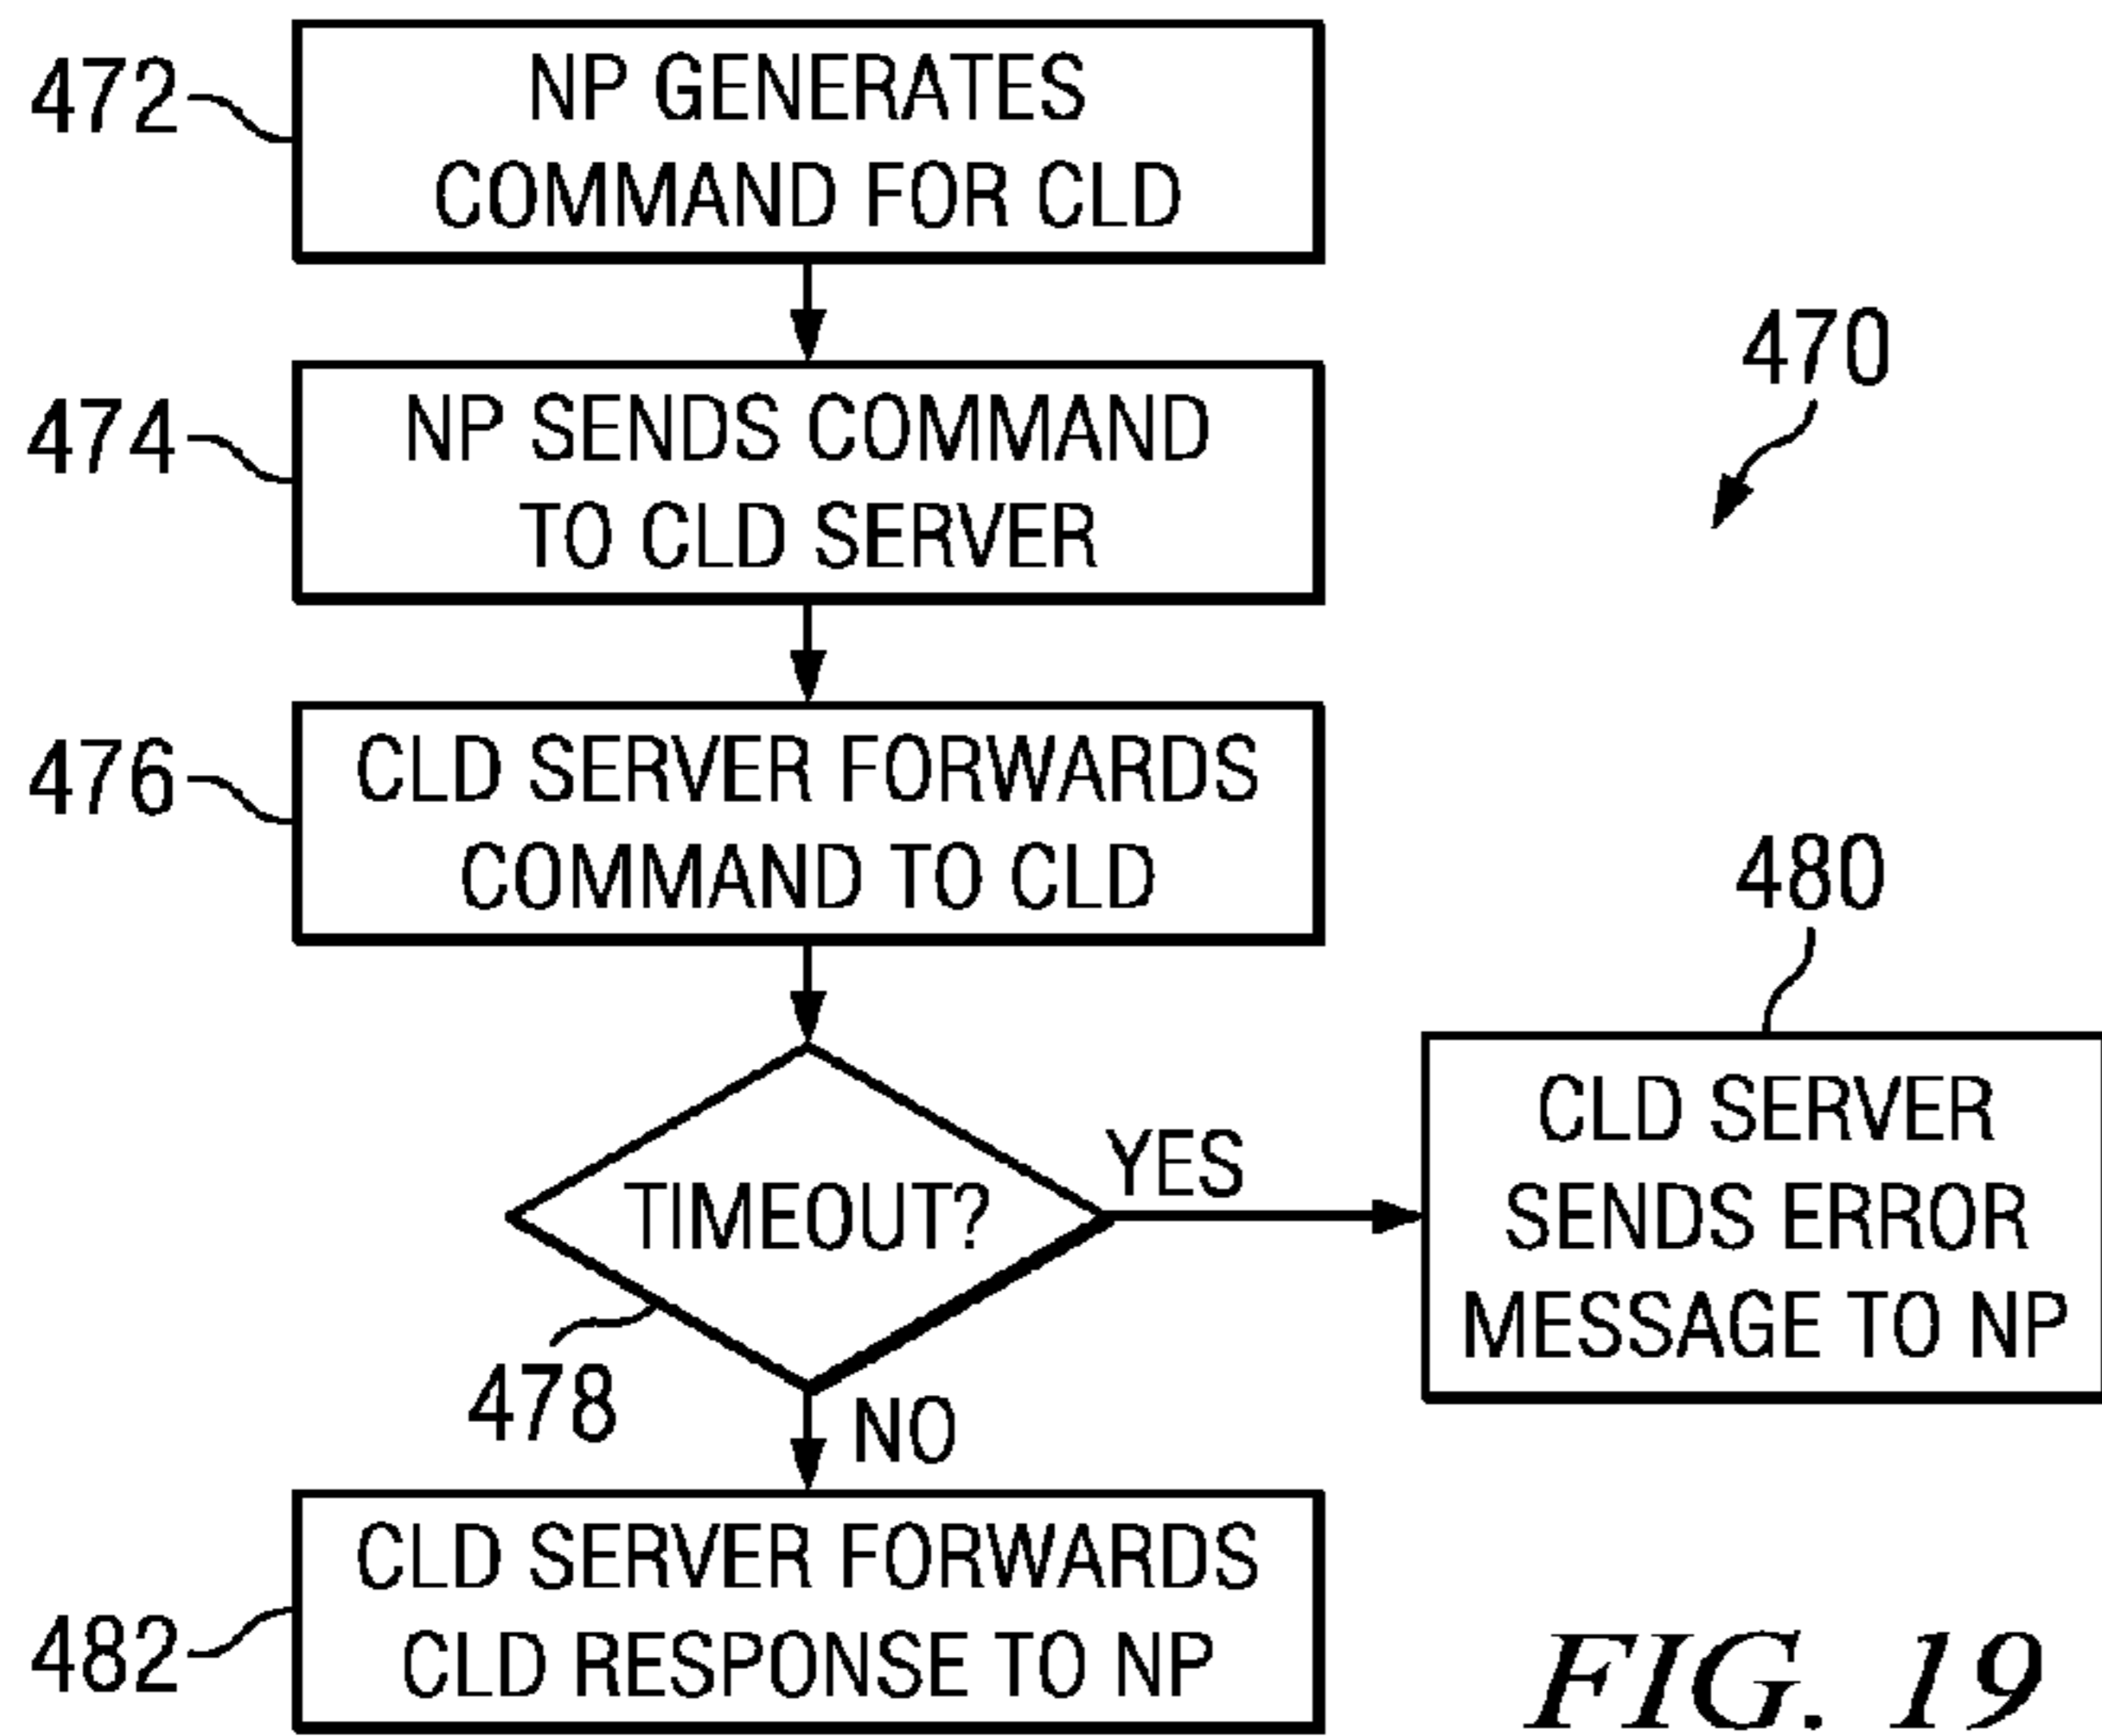 472
NP GENERATES
COMMAND FOR CLD
474
NP SENDS COMMAND
TO CLD SERVER
470
476
CLD SERVER FORWARDS
COMMAND TO CLD
480
CLD SERVER
SENDS ERROR
MESSAGE TO NP
TIMEOUT?
YES
478
NO
482
CLD SERVER FORWARDS
CLD RESPONSE TO NP
FIG. 19